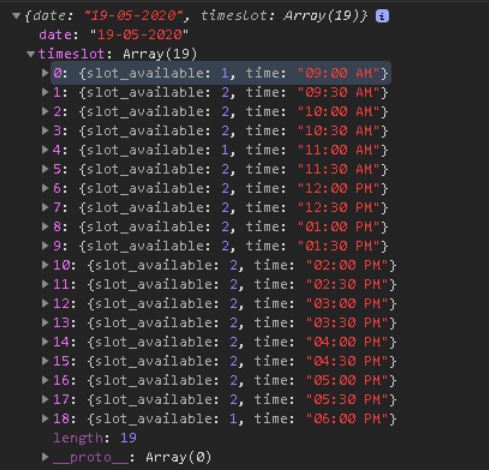 {date: "19-05-2020", timeslot: Array(19)} i
date: "19-05-2020"
timeslot: Array(19)
0: {slot_available: 1, time: "09:00 AM"}
1: {slot_available: 2, time: "09:30 AM"}
2: {slot_available: 2, time: "10:00 AM"}
3: {slot_available: 2, time: "10:30 AM"}
4: {slot_available: 1, time: "11:00 AM"}
5: {slot_available: 2, time: "11:30 AM"}
6: {slot_available: 2, time: "12:00 PM"}
7: {slot_available: 2, time: "12:30 PM"}
8: {slot_available: 2, time: "01:00 PM"}
9: {slot_available: 2, time: "01:30 PM"}
10: {slot_available: 2, time: "02:00 PM"}
11: {slot_available: 2, time: "02:30 PM"}
12: {slot_available: 2, time: "03:00 PM"}
13: {slot_available: 2, time: "03:30 PM"}
14: {slot_available: 2, time: "04:00 PM"}
15: {slot_available: 2, time: "04:30 PM"}
16: {slot_available: 2, time: "05:00 PM"}
17: {slot_available: 2, time: "05:30 PM"}
18: {slot_available: 1, time: "06:00 PM"}
length: 19
__proto__: Array(0)